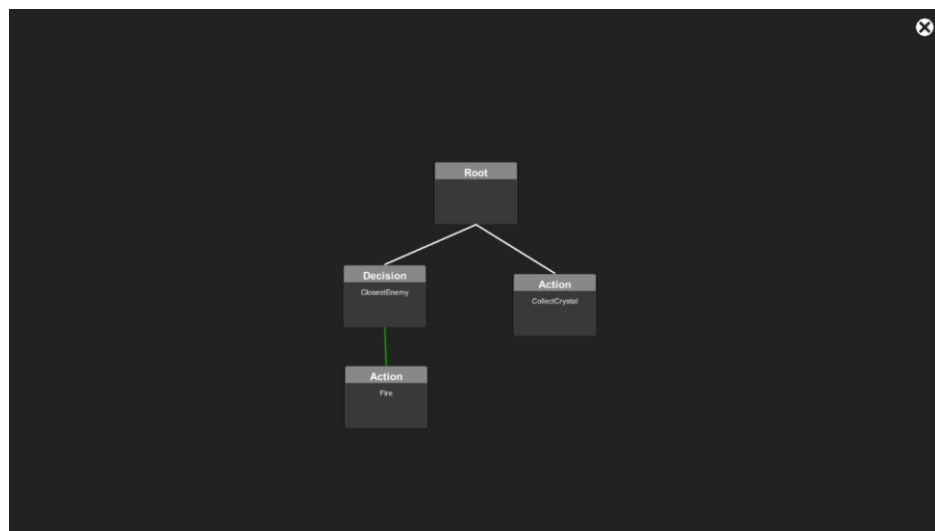 Root
Decision
ClosestEnemy
Action
CollectCrystal
Action
Fire